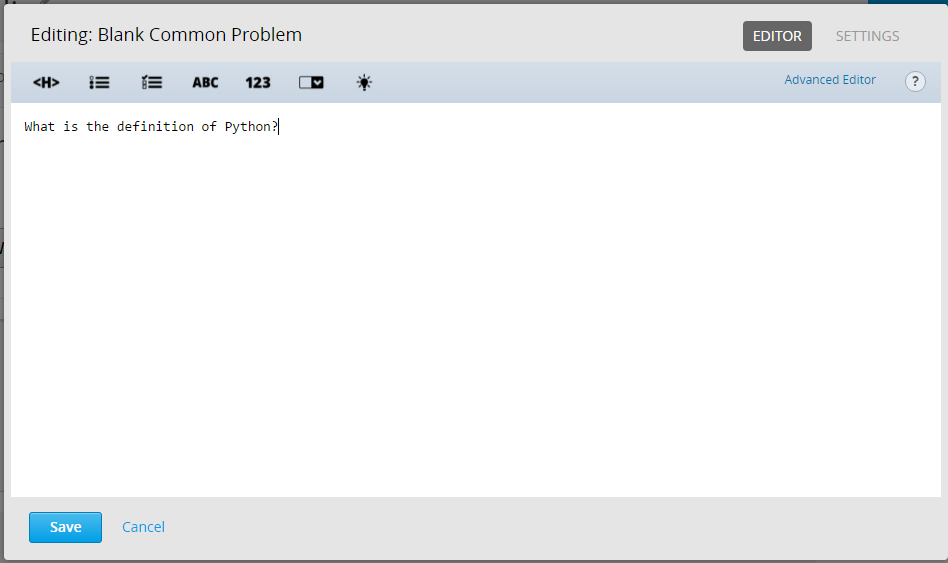 Editing: Blank Common Problem
EDITOR SETTINGS
<H> ABC 123 Advanced Editor ?
What is the definition of Python?
Save Cancel